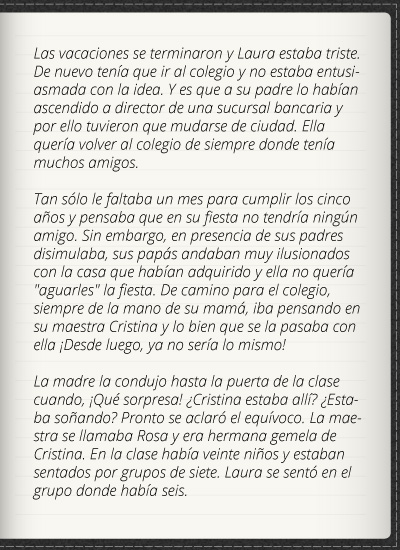 Las vacaciones se terminaron y Laura estaba triste.
De nuevo tenía que ir al colegio y no estaba entusi-
asmada con la idea. Y es que a su padre lo habían
ascendido a director de una sucursal bancaria y
por ello tuvieron que mudarse de ciudad. Ella
quería volver al colegio de siempre donde tenía
muchos amigos.

Tan sólo le faltaba un mes para cumplir los cinco
años y pensaba que en su fiesta no tendría ningún
amigo. Sin embargo, en presencia de sus padres
disimulaba, sus papás andaban muy ilusionados
con la casa que habían adquirido y ella no quería
"aguarles" la fiesta. De camino para el colegio,
siempre de la mano de su mamá, iba pensando en
su maestra Cristina y lo bien que se la pasaba con
ella ¡Desde luego, ya no sería lo mismo!

La madre la condujo hasta la puerta de la clase
cuando, ¡Qué sorpresa! ¿Cristina estaba allí? ¿Esta-
ba soñando? Pronto se aclaró el equívoco. La mae-
stra se llamaba Rosa y era hermana gemela de
Cristina. En la clase había veinte niños y estaban
sentados por grupos de siete. Laura se sentó en el
grupo donde había seis.